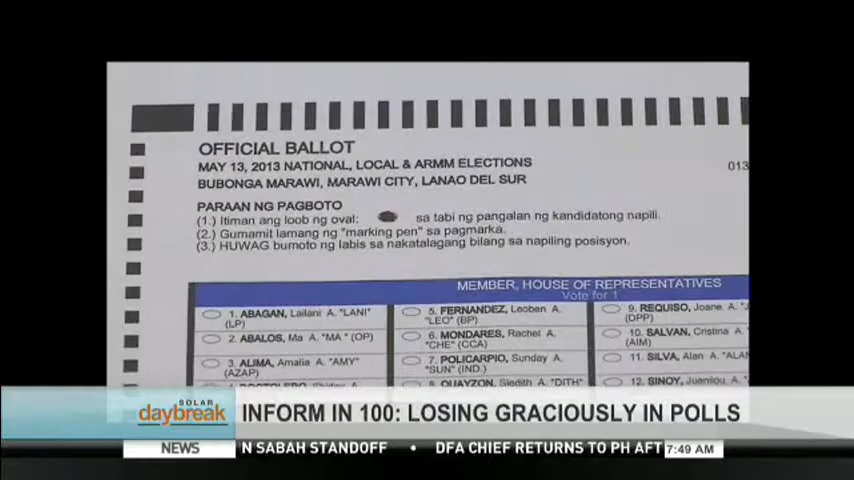 OFFICIAL BALLOT
MAY 13, 2013 NATIONAL, LOCAL & ARMM ELECTIONS
013
BUBONGA MARAWI, MARAWI CITY, LANAO DEL SUR
PARAAN NG PAGBOTO
(1.) Itiman ang loob ng oval: sa tabi ng pangalan ng kandidatong napili.
(2.) Gumamit lamang ng "marking pen" sa pagmarka.
(3.) HUWAG bumoto ng labis sa nakatalagang bilang sa napiling posisyon.
MEMBER, HOUSE OF REPRESENTATIVES
Vote for 1
1. ABAGAN, Lailani A. "LANI"
(LP)
2. ABALOS, Ma A. "MA " (OP)
3. ALIMA, Amalia A. "AMY"
(AZAP)
5. FERNANDEZ, Leoben A.
"LEO" (BP)
6. MONDARES, Rachel A.
"CHE" (CCA)
7. POLICARPIO, Sunday A.
"SUN" (IND.)
8. QUAYZON, Siedith A. "DITH"
9. REQUISO, Joane A.
(DPP)
10. SALVAN, Cristina A.
(AIM)
11. SILVA, Alan A. "ALAN
12. SINOY, Juanilou A.
SOLAR
daybreak
INFORM IN 100: LOSING GRACIOUSLY IN POLLS
NEWS
N SABAH STANDOFF • DFA CHIEF RETURNS TO PH AFT
7:49 AM